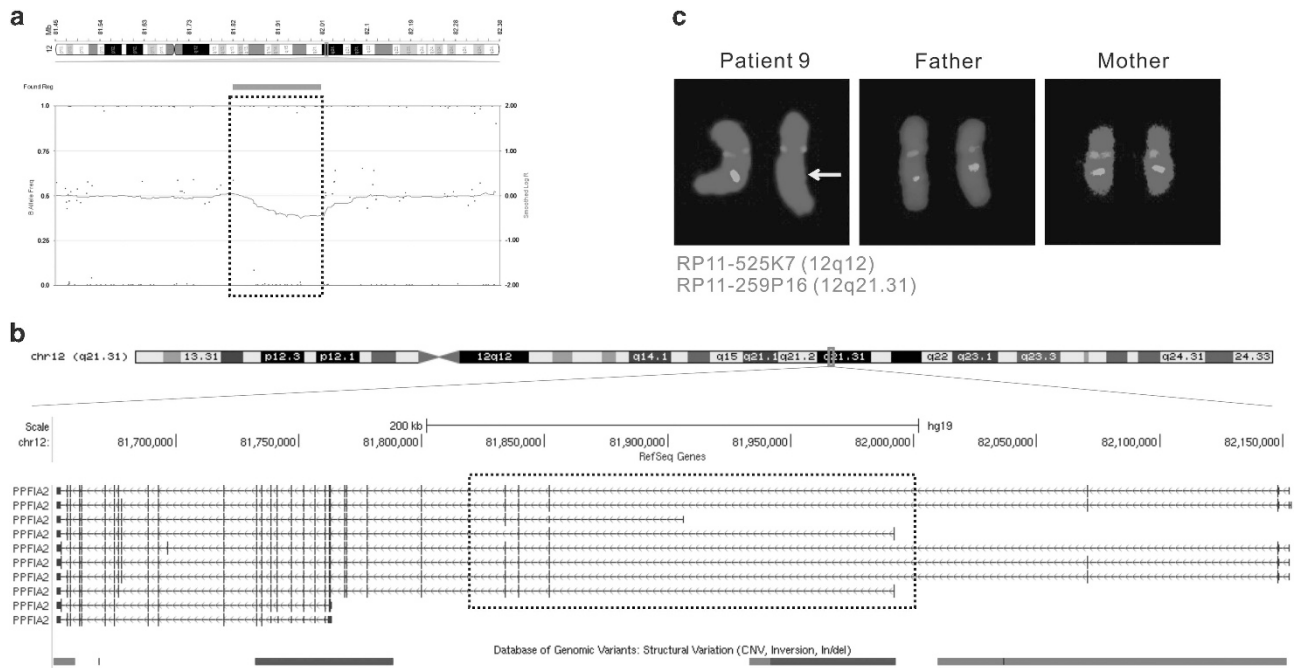 a
Mb
81.46 81.54 81.63 81.73 81.82 81.91 82.01 82.1 82.19 82.28 82.38
12
Found Reg
1.0 2.00
0.75 1.00
0.5 0.00
0.25 -1.00
0.0 -2.00
B Allele Freq
Smoothed Log R
c
Patient 9 Father Mother
RP11-525K7 (12q12)
RP11-259P16 (12q21.31)
b
chr12 (q21.31) 13.31 p12.3 p12.1 12q12 q14.1 q15 q21.1 q21.2 q21.31 q22 q23.1 q23.3 q24.31 24.33
Scale 200 kb hg19
chr12: 81,700,000 81,750,000 81,800,000 81,850,000 81,900,000 81,950,000 82,000,000 82,050,000 82,100,000 82,150,000
RefSeq Genes
PPFIA2
PPFIA2
PPFIA2
PPFIA2
PPFIA2
PPFIA2
PPFIA2
PPFIA2
PPFIA2
PPFIA2
Database of Genomic Variants: Structural Variation (CNV, Inversion, In/del)